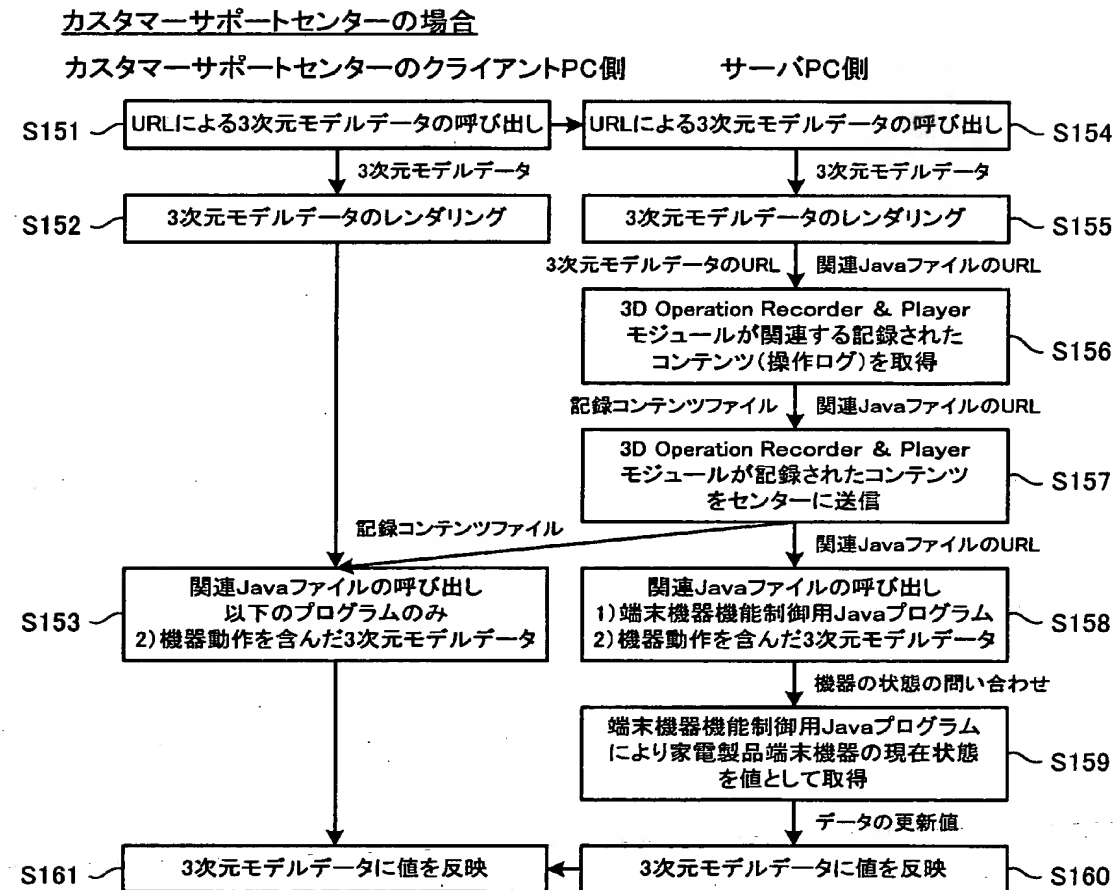 カスタマーサポートセンターの場合
カスタマーサポートセンターのクライアントPC側
サーバPC側
S151
URLによる3次元モデルデータの呼び出し
URLによる3次元モデルデータの呼び出し
S154
3次元モデルデータ
3次元モデルデータ
S152
3次元モデルデータのレンダリング
3次元モデルデータのレンダリング
S155
3次元モデルデータのURL
関連JavaファイルのURL
3D Operation Recorder & Player
モジュールが関連する記録された
コンテンツ(操作ログ)を取得
S156
記録コンテンツファイル
関連JavaファイルのURL
3D Operation Recorder & Player
モジュールが記録されたコンテンツ
をセンターに送信
S157
記録コンテンツファイル
関連JavaファイルのURL
S153
関連Javaファイルの呼び出し
以下のプログラムのみ
2)機器動作を含んだ3次元モデルデータ
関連Javaファイルの呼び出し
1)端末機器機能制御用Javaプログラム
2)機器動作を含んだ3次元モデルデータ
S158
機器の状態の問い合わせ
端末機器機能制御用Javaプログラム
により家電製品端末機器の現在状態
を値として取得
S159
データの更新値
S161
3次元モデルデータに値を反映
3次元モデルデータに値を反映
S160